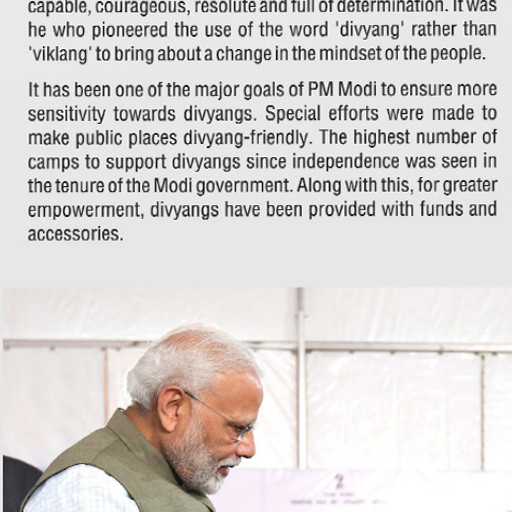 capable, courageous, resolute and full of determination. It was
he who pioneered the use of the word 'divyang' rather than
'viklang' to bring about a change in the mindset of the people.
It has been one of the major goals of PM Modi to ensure more
sensitivity towards divyangs. Special efforts were made to
make public places divyang-friendly. The highest number of
camps to support divyangs since independence was seen in
the tenure of the Modi government. Along with this, for greater
empowerment, divyangs have been provided with funds and
accessories.